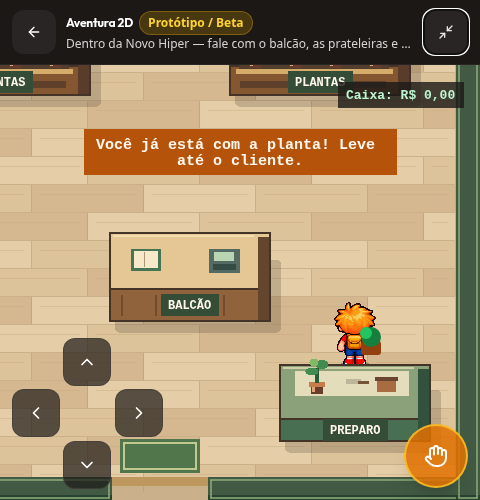 Aventura 2D Protótipo / Beta
Dentro da Novo Hiper — fale com o balcão, as prateleiras e ...
NTAS
PLANTAS
Caixa: R$ 0,00
Você já está com a planta! Leve
até o cliente.
BALCÃO
PREPARO